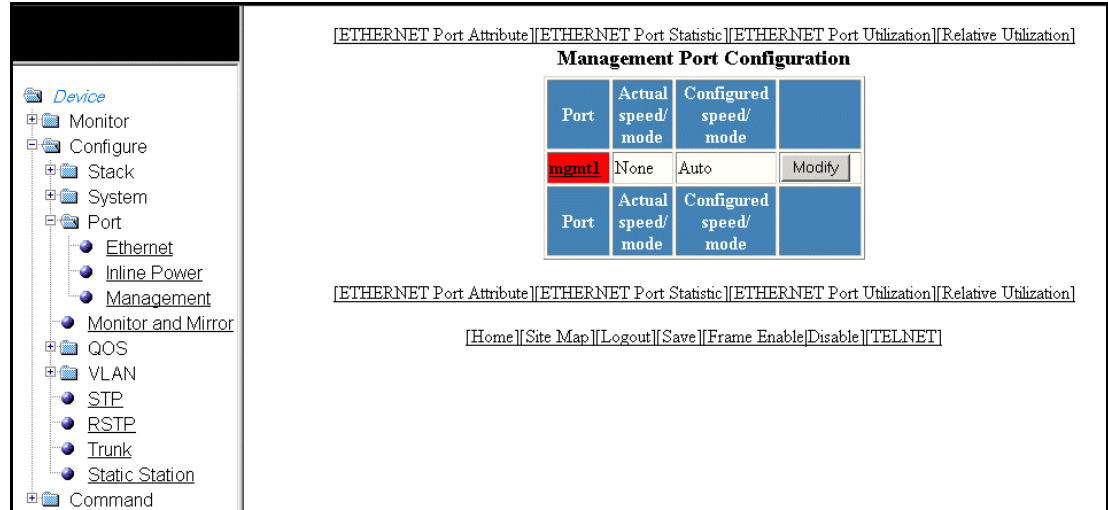 Device
Monitor
Configure
Stack
System
Port
Ethernet
Inline Power
Management
Monitor and Mirror
QOS
VLAN
STP
RSTP
Trunk
Static Station
Command
[ETHERNET Port Attribute][ETHERNET Port Statistic][ETHERNET Port Utilization][Relative Utilization]
Management Port Configuration
Port Actual speed/ mode Configured speed/ mode
mgmt1 None Auto Modify
Port Actual speed/ mode Configured speed/ mode
[ETHERNET Port Attribute][ETHERNET Port Statistic][ETHERNET Port Utilization][Relative Utilization]
[Home][Site Map][Logout][Save][Frame Enable|Disable][TELNET]